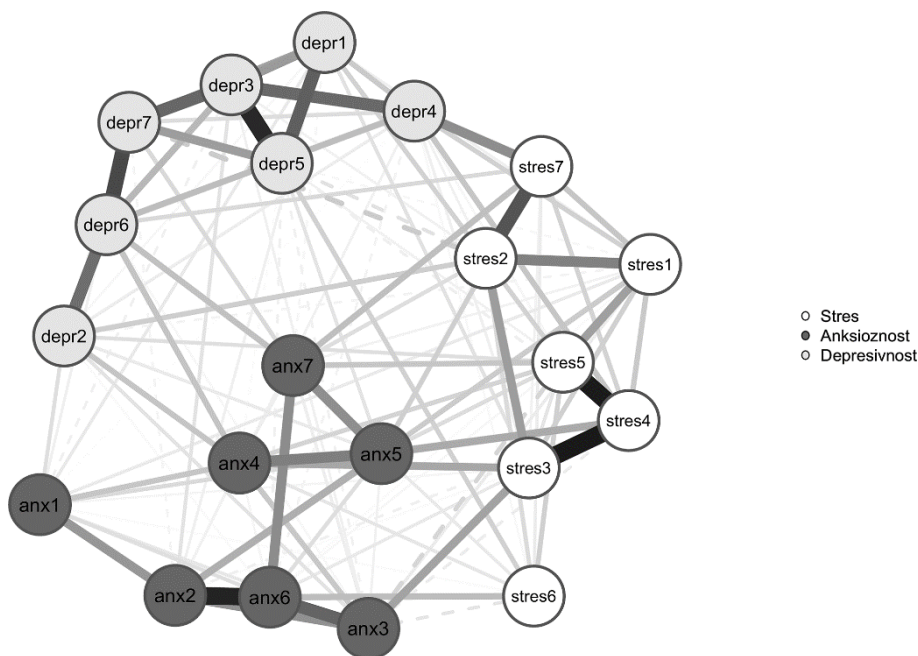 depr1
depr3
depr4
depr7
depr5
stres7
depr6
stres2
stres1
depr2
anx7
stres5
stres4
anx4
anx5
stres3
anx1
anx2
anx6
anx3
stres6
Stres
Anksioznost
Depresivnost